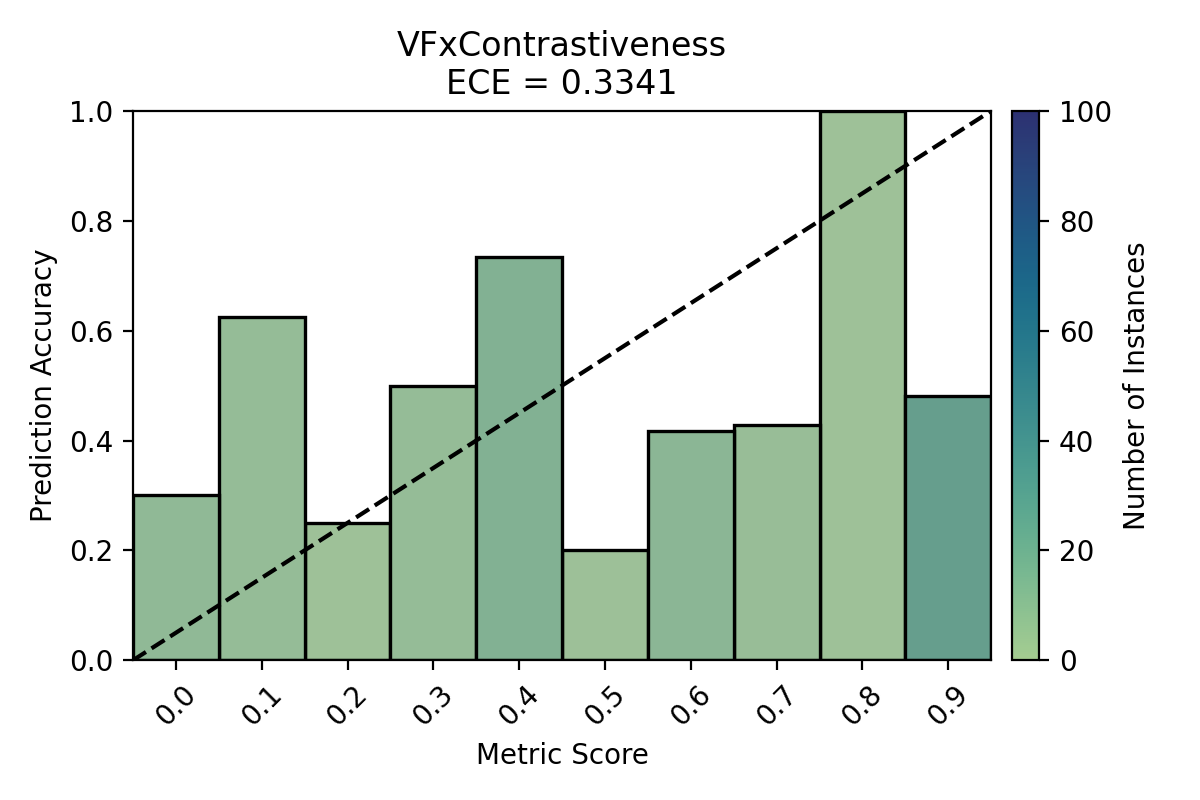 VFxContrastiveness
ECE = 0.3341
Prediction Accuracy
1.0
0.8
0.6
0.4
0.2
0.0
0.0 0.1 0.2 0.3 0.4 0.5 0.6 0.7 0.8 0.9
Metric Score
100
80
60
40
20
0
Number of Instances